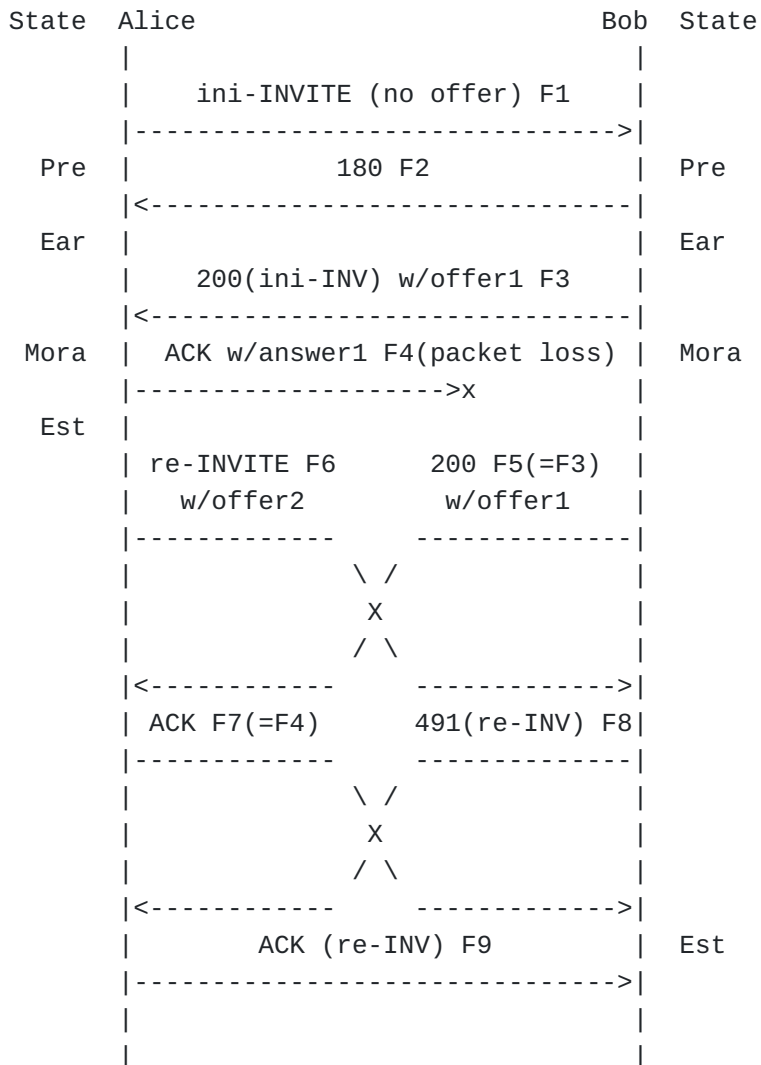 State  Alice                          Bob  State
       |                                |
       |    ini-INVITE (no offer) F1    |
       |------------------------------->|
  Pre  |             180 F2             |  Pre
       |<-------------------------------|
  Ear  |                                |  Ear
       |    200(ini-INV) w/offer1 F3    |
       |<-------------------------------|
 Mora  |  ACK w/answer1 F4(packet loss) |  Mora
       |-------------------->x          |
  Est  |                                |
       | re-INVITE F6      200 F5(=F3)  |
       |   w/offer2         w/offer1    |
       |-------------     --------------|
       |              \ /               |
       |               X                |
       |              / \               |
       |<------------     ------------->|
       | ACK F7(=F4)      491(re-INV) F8|
       |-------------     --------------|
       |              \ /               |
       |               X                |
       |              / \               |
       |<------------     ------------->|
       |        ACK (re-INV) F9         |  Est
       |------------------------------->|
       |                                |
       |                                |